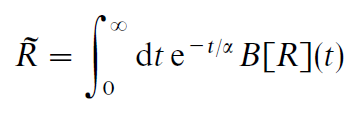 R̃ = ∫₀^∞ dt e^{−t/α} B[R](t)